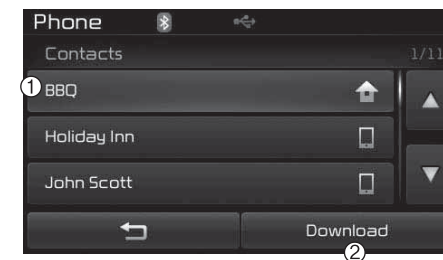 Phone
Contacts 1/11
① BBQ
Holiday Inn
John Scott
Download
②